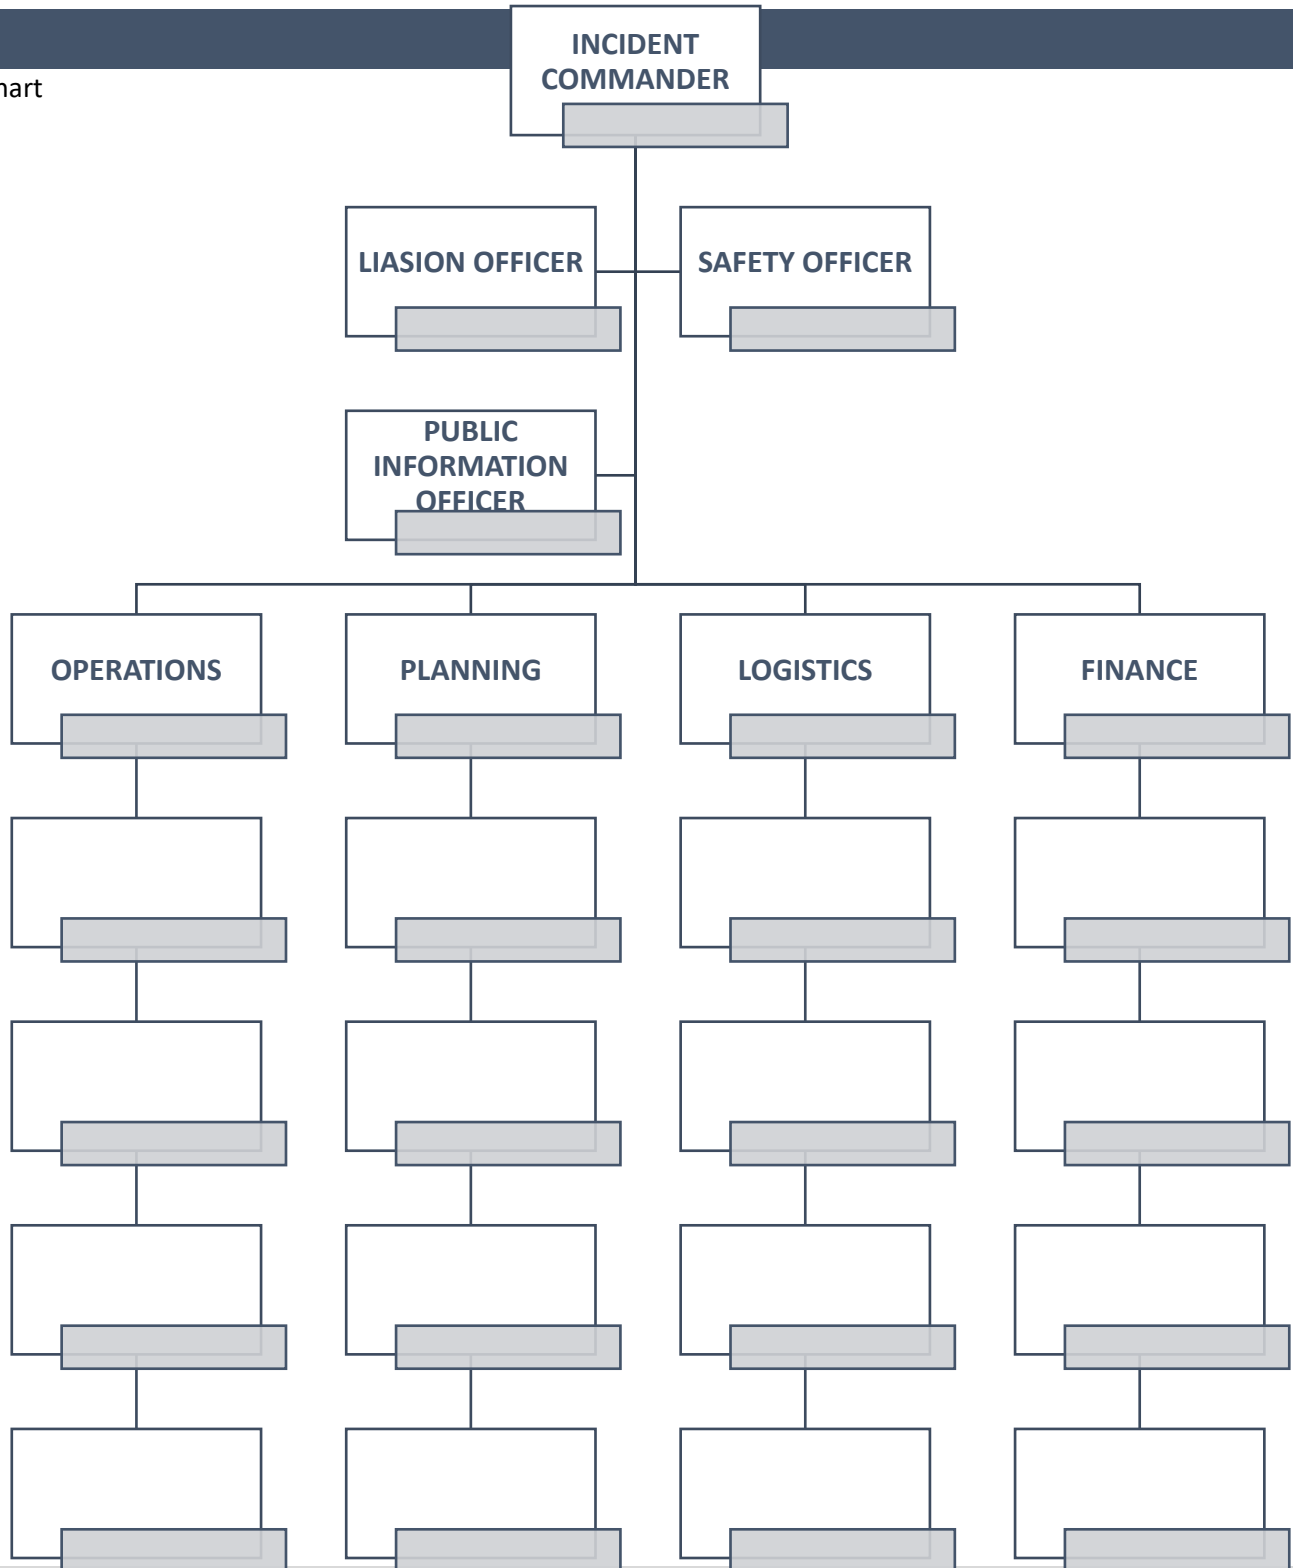 INCIDENT
COMMANDER
hart
LIASION OFFICER
SAFETY OFFICER
PUBLIC
INFORMATION
OFFICER
OPERATIONS
PLANNING
LOGISTICS
FINANCE